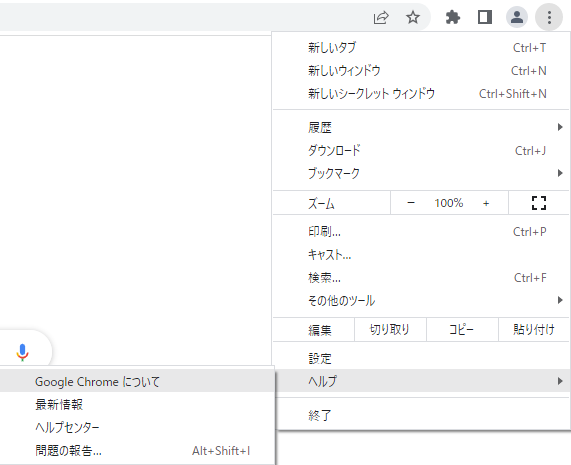 新しいタブ Ctrl+T
新しいウィンドウ Ctrl+N
新しいシークレット ウィンドウ Ctrl+Shift+N
履歴
ダウンロード Ctrl+J
ブックマーク
ズーム − 100% +
印刷... Ctrl+P
キャスト...
検索... Ctrl+F
その他のツール
編集 切り取り コピー 貼り付け
設定
ヘルプ
終了
Google Chrome について
最新情報
ヘルプセンター
問題の報告... Alt+Shift+I